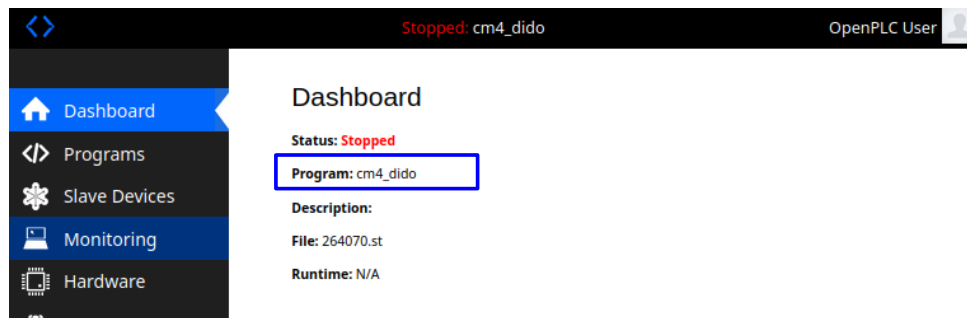 Stopped: cm4_dido
OpenPLC User
Dashboard
Programs
Slave Devices
Monitoring
Hardware
Dashboard
Status: Stopped
Program: cm4_dido
Description:
File: 264070.st
Runtime: N/A